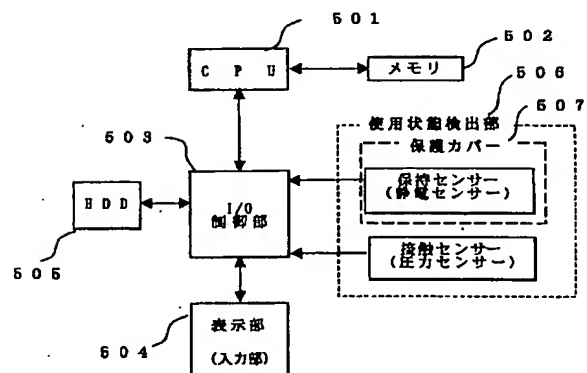 501
CPU
502
メモリ
506
507
使用状態検出部
保護カバー
503
保持センサー
(静電センサー)
HDD
I/O
制御部
505
接触センサー
(圧力センサー)
504
表示部
(入力部)